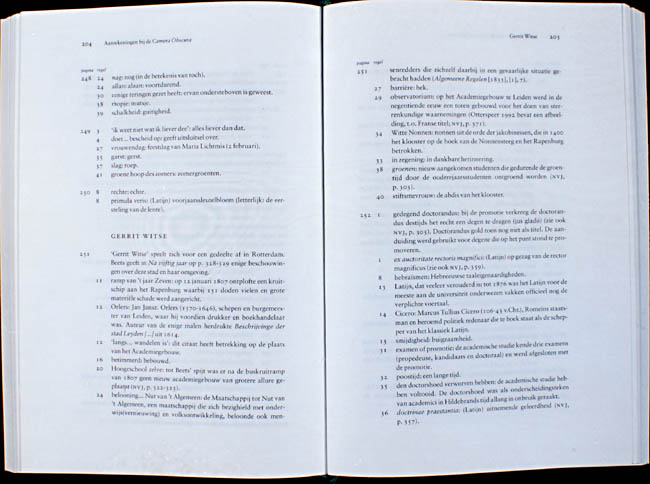 204 Aantekeningen bij de Camera Obscura
pagina regel
248 24 nag: nog (in de betekenis van toch).
24 allan: alaan: voortdurend.
30 zonige teringen gezet heeft: ervan ondersteboven is geweest.
38 motje: matsje.
39 schalkheid: guitigheid.
249 3 'ik weet niet wat ik liever doe': alles liever dan dat.
4 doet... bescheid op: geeft uitsluitsel over.
27 vrouwendag: feestdag van Maria Lichtmis (2 februari).
35 garst: gerst.
37 slag: roep.
41 groene hoop des zomers: zomergroenten.
250 8 rechte: echte.
8 primula veris: (Latijn) voorjaarssleutelbloem (letterlijk: de eersteling van de lente).
GERRIT WITSE
251 'Gerrit Witse' speelt zich voor een gedeelte af in Rotterdam.
Beets geeft in Na vijftig jaar op p. 328-329 enige beschouwingen
over deze stad en haar omgeving.
11 ramp van 't jaar Zeven: op 12 januari 1807 ontplofte een kruitschip
aan het Rapenburg waarbij 151 doden vielen en grote
materiële schade werd aangericht.
12 Orlers: Jan Jansz. Orlers (1570-1646), schepen en burgemeester
van Leiden, waar hij voordien drukker en boekhandelaar
was. Auteur van de enige malen herdrukte Beschrijvinge der
stad Leyden [...] uit 1614.
12 'langs... wandelen is': dit citaat heeft betrekking op de plaats
van het Academiegebouw.
16 betimmerd: bebouwd.
20 Hoogschool zelve: tot Beets' spijt was er na de buskruitramp
van 1807 geen nieuw academiegebouw van grotere allure geplaatst
(NVJ, p. 322-323).
24 belooning... Nut van 't Algemeen: de Maatschappij tot Nut van
't Algemeen, een maatschappij die zich bezighield met onderwijs(vernieuwing)
en volksontwikkeling, beloonde ook men-
Gerrit Witse 205
pagina regel
251 senredders die zichzelf daarbij in een gevaarlijke situatie gebracht
hadden (Algemeene Regelen [1835], [1], 7).
27 barrière: hek.
29 observatorium: op het Academiegebouw te Leiden werd in de
negentiende eeuw een toren gebouwd voor het doen van sterrenkundige
waarnemingen (Otterspeer 1992 bevat een afbeelding,
t.o. Franse titel; NVJ, p. 371).
34 Witte Nonnen: nonnen uit de orde der jakobinessen, die in 1400
het klooster op de hoek van de Nonnensteeg en het Rapenburg
betrokken.
33 in zegening: in dankbare herinnering.
38 groenen: nieuw aangekomen studenten die gedurende de groentijd
door de ouderejaarsstudenten ontgroend worden (NVJ,
p. 303).
40 stiftsmevrouw: de abdis van het klooster.
252 1 gedegend doctorandus: bij de promotie verkreeg de doctorandus
destijds het recht een degen te dragen (jus gladii) (zie ook
NVJ, p. 303). Doctorandus gold toen nog niet als titel. De aanduiding
werd gebruikt voor degene die op het punt stond te promoveren.
1 ex auctoritate rectoris magnifici: (Latijn) op gezag van de rector
magnificus (zie ook NVJ, p. 359).
8 hebraïsmen: Hebreeuwse taaleigenaardigheden.
13 Latijn, dat veeleer verouderd is: tot 1876 was het Latijn voor de
meeste aan de universiteit onderwezen vakken officieel nog de
verplichte voertaal.
14 Cicero: Marcus Tullius Cicero (106-43 v.Chr.), Romeins staatsman
en beroemd politiek redenaar die te boek staat als de schepper
van het klassiek Latijn.
15 smijdigheid: buigzaamheid.
31 examen of promotie: de academische studie kende drie examens
(propedeuse, kandidaats en doctoraal) en werd afgesloten met
de promotie.
32 poostijd: een lange tijd.
35 den doctorshoed verworven hebben: de academische studie hebben
voltooid. De doctorshoed was als onderscheidingsteken
van academici in Hildebrands tijd allang in onbruik geraakt.
36 doctrinae praestantia: (Latijn) uitnemende geleerdheid (NVJ,
p. 357).